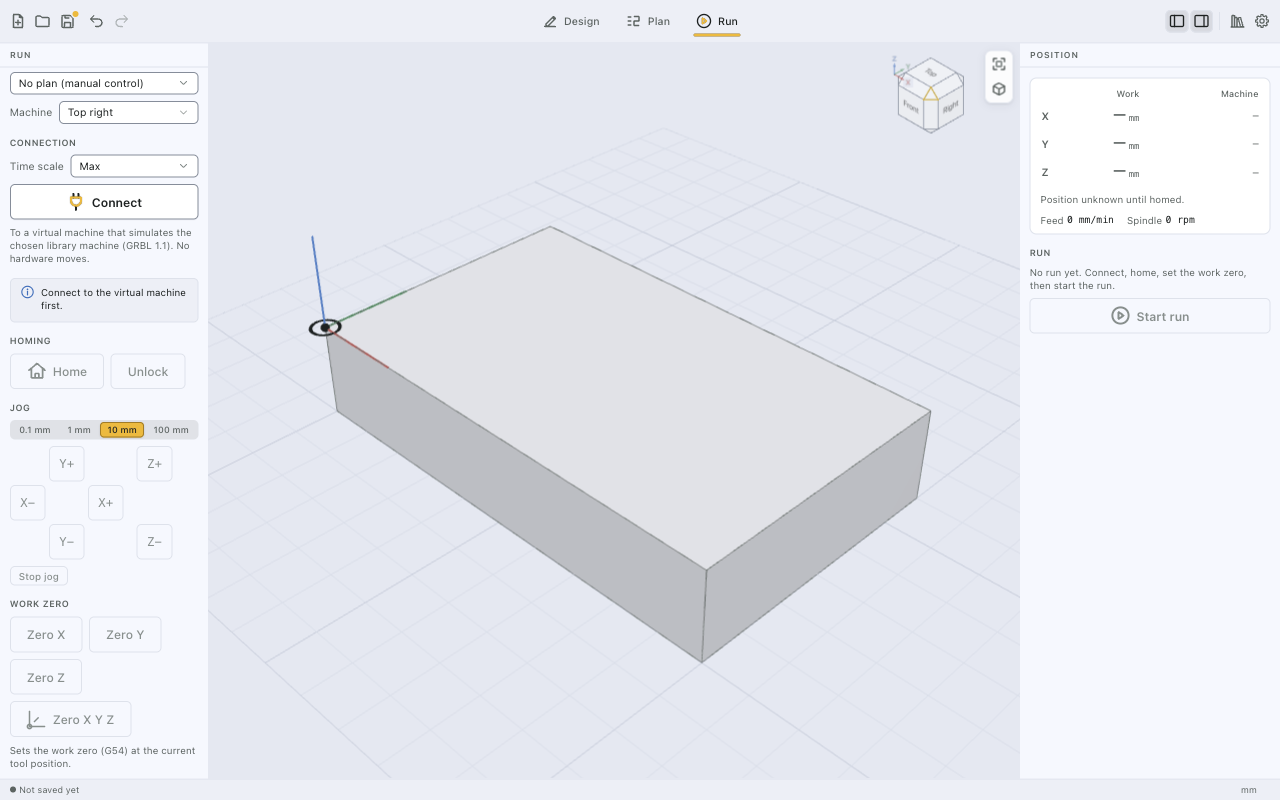 Design
Plan
Run
RUN
No plan (manual control)
Machine
Top right
CONNECTION
Time scale
Max
Connect
To a virtual machine that simulates the
chosen library machine (GRBL 1.1). No
hardware moves.
Connect to the virtual machine
first.
HOMING
Home
Unlock
JOG
0.1 mm
1 mm
10 mm
100 mm
Y+
Z+
X−
X+
Y−
Z−
Stop jog
WORK ZERO
Zero X
Zero Y
Zero Z
Zero X Y Z
Sets the work zero (G54) at the current
tool position.
Z
Top
Front
Right
POSITION
Work
Machine
X
— mm
–
Y
— mm
–
Z
— mm
–
Position unknown until homed.
Feed 0 mm/min
Spindle 0 rpm
RUN
No run yet. Connect, home, set the work zero,
then start the run.
Start run
Not saved yet
mm